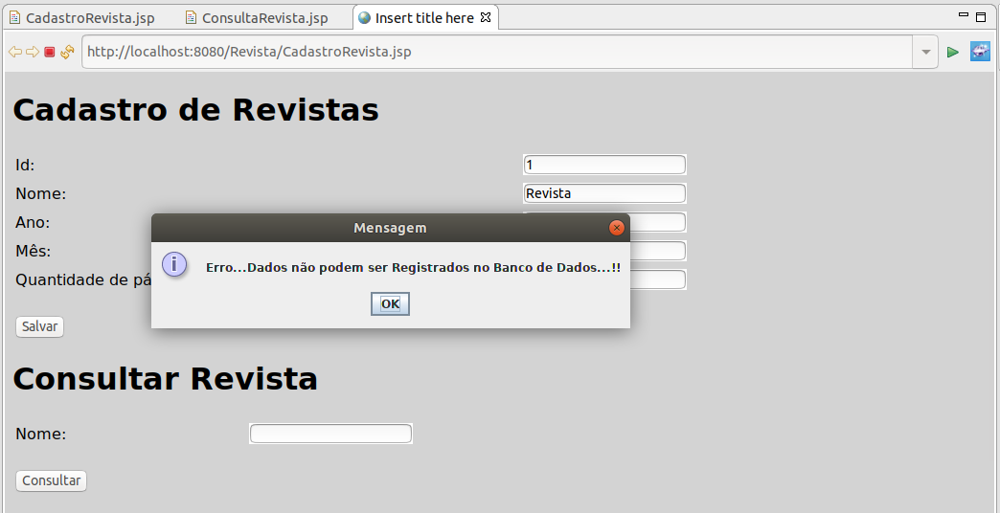 CadastroRevista.jsp ConsultaRevista.jsp Insert title here
http://localhost:8080/Revista/CadastroRevista.jsp
Cadastro de Revistas
Id: 1
Nome: Revista
Ano:
Mês:
Quantidade de pá
Mensagem
Erro...Dados não podem ser Registrados no Banco de Dados...!!
OK
Salvar
Consultar Revista
Nome:
Consultar